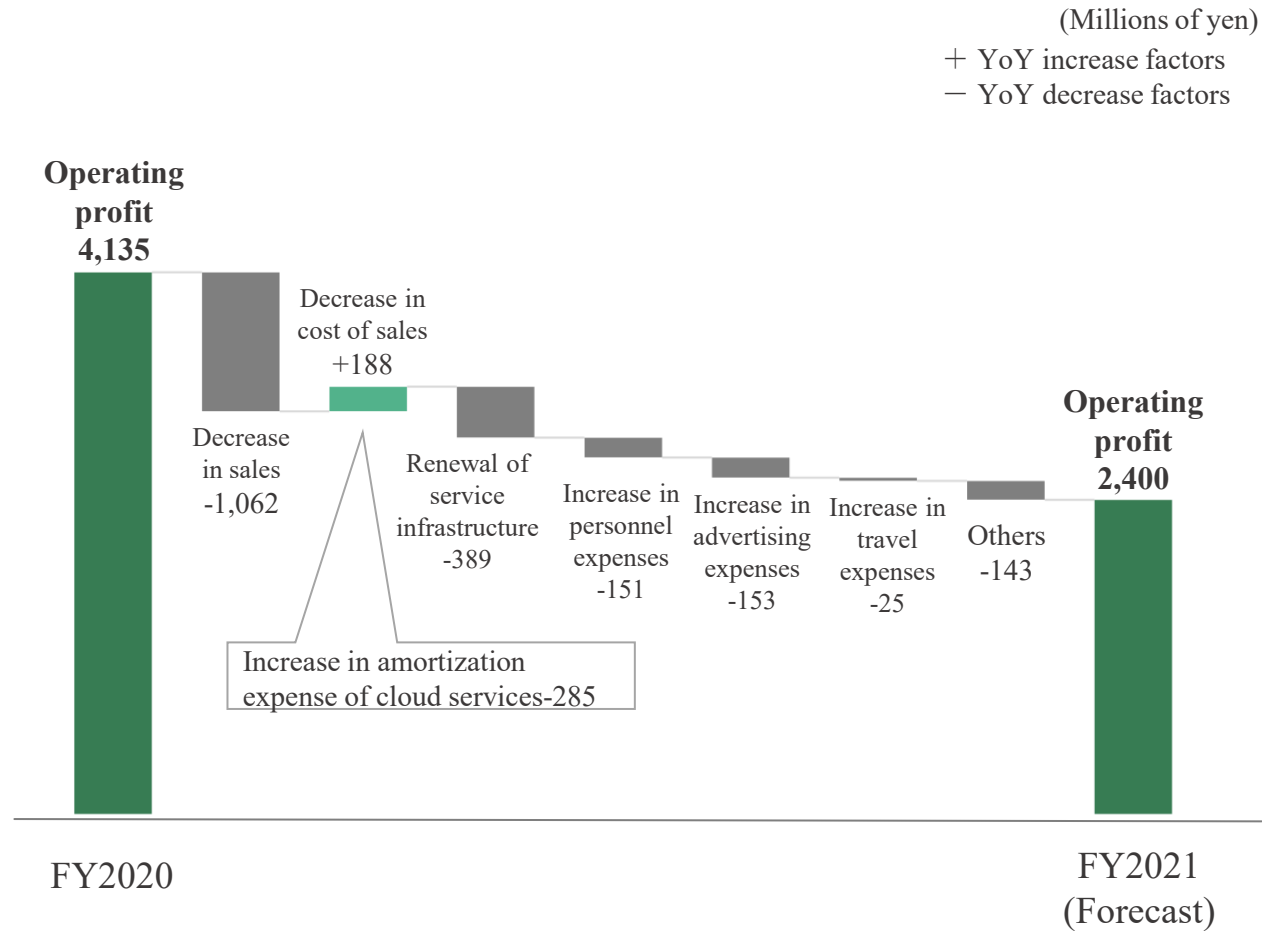 (Millions of yen)
＋ YoY increase factors
－ YoY decrease factors
Operating
profit
4,135
Decrease
in sales
-1,062
Decrease in
cost of sales
+188
Increase in amortization
expense of cloud services-285
Renewal of
service
infrastructure
-389
Increase in
personnel
expenses
-151
Increase in
advertising
expenses
-153
Increase in
travel
expenses
-25
Others
-143
Operating
profit
2,400
FY2020
FY2021
(Forecast)